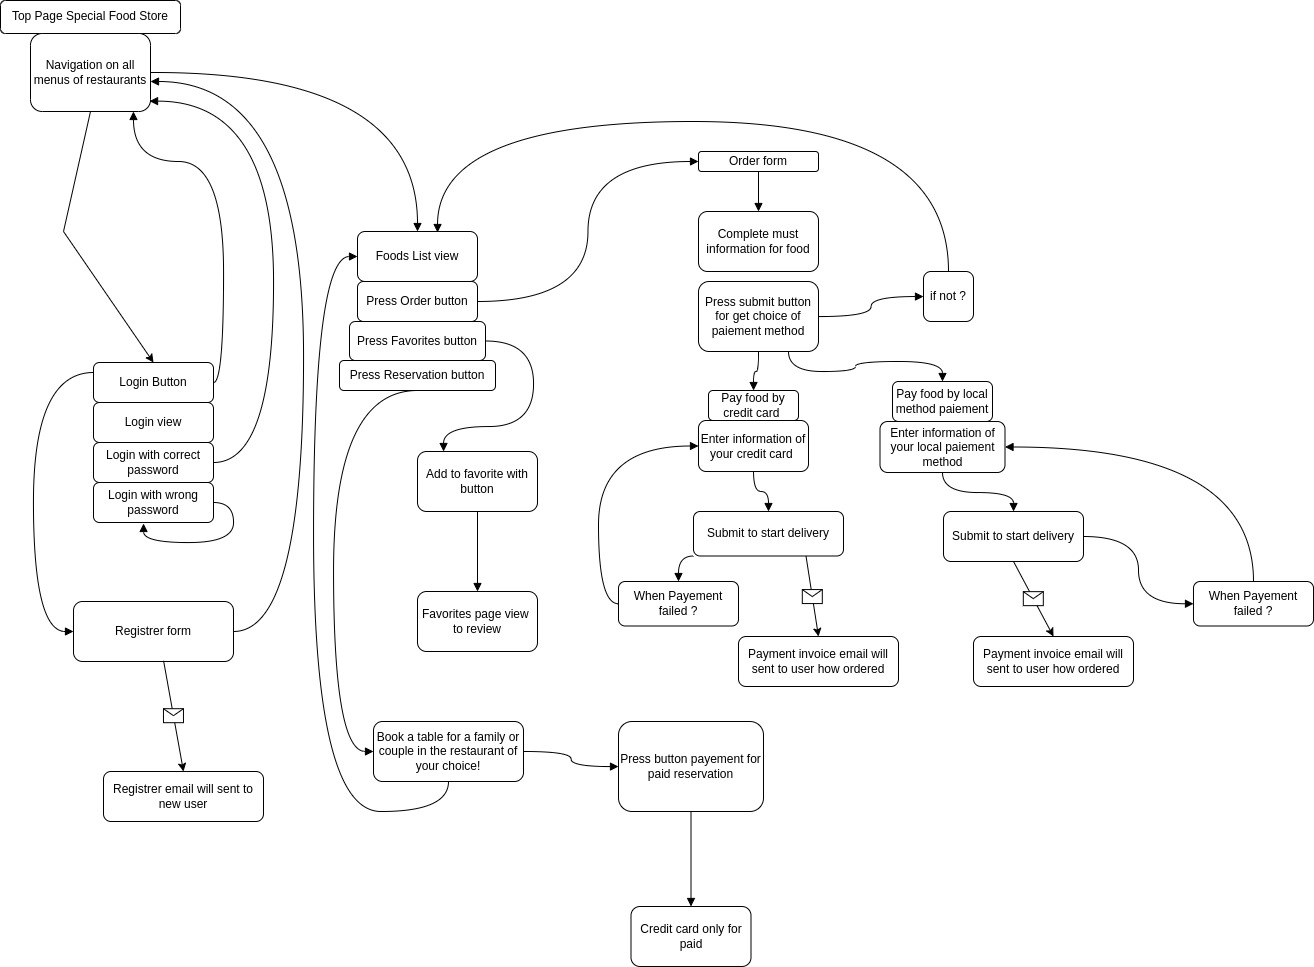 Top Page Special Food Store
Navigation on all
menus of restaurants
Order form
Complete must
information for food
Foods List view
Press Order button
Press Favorites button
Press Reservation button
Press submit button
for get choice of
paiement method
if not ?
Login Button
Login view
Login with correct
password
Login with wrong
password
Pay food by
credit card
Enter information of
your credit card
Pay food by local
method paiement
Enter information of
your local paiement
method
Add to favorite with
button
Submit to start delivery
Submit to start delivery
When Payement
failed ?
When Payement
failed ?
Favorites page view
to review
Registrer form
Payment invoice email will
sent to user how ordered
Payment invoice email will
sent to user how ordered
Book a table for a family or
couple in the restaurant of
your choice!
Press button payement for
paid reservation
Registrer email will sent to
new user
Credit card only for
paid